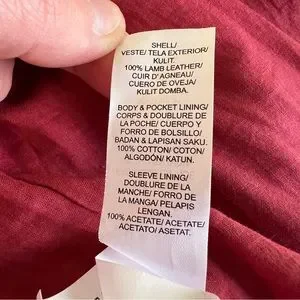 SHELL/
VESTE/ TELA EXTERIOR/
KULIT.
100% LAMB LEATHER/
CUIR D'AGNEAU/
CUERO DE OVEJA/
KULIT DOMBA.
BODY & POCKET LINING/
CORPS & DOUBLURE DE
LA POCHE/ CUERPO Y
FORRO DE BOLSILLO/
BADAN & LAPISAN SAKU.
100% COTTON/ COTON/
ALGODÓN/ KATUN.
SLEEVE LINING/
DOUBLURE DE LA
MANCHE/ FORRO DE
LA MANGA/ PELAPIS
LENGAN.
100% ACETATE/ ACETATE/
ACETATO/ ASETAT.